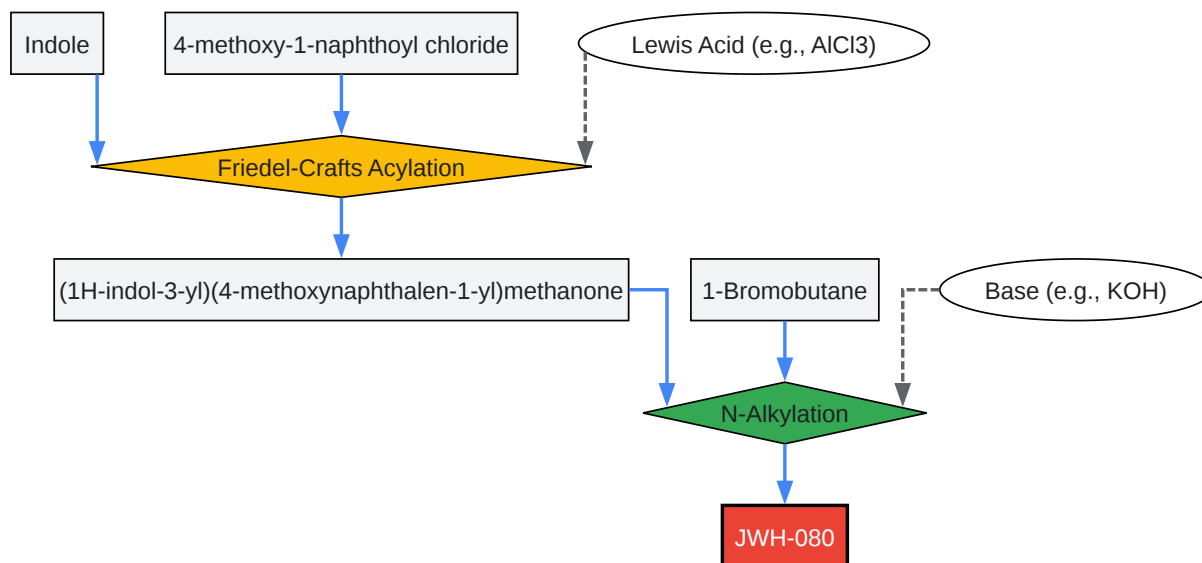 Indole
4-methoxy-1-naphthoyl chloride
Lewis Acid (e.g., AlCl3)
Friedel-Crafts Acylation
(1H-indol-3-yl)(4-methoxynaphthalen-1-yl)methanone
1-Bromobutane
Base (e.g., KOH)
N-Alkylation
JWH-080